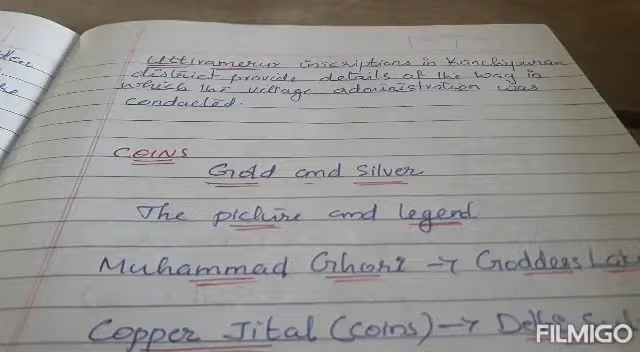 Uttiramerur inscriptions in Kanchipuram
district provide details of the way in
which the village administration was
conducted.
COINS
Gold and Silver
The picture and legend
Muhammad Ghori → Goddess
Copper Jital (coins) →
FILMIGO